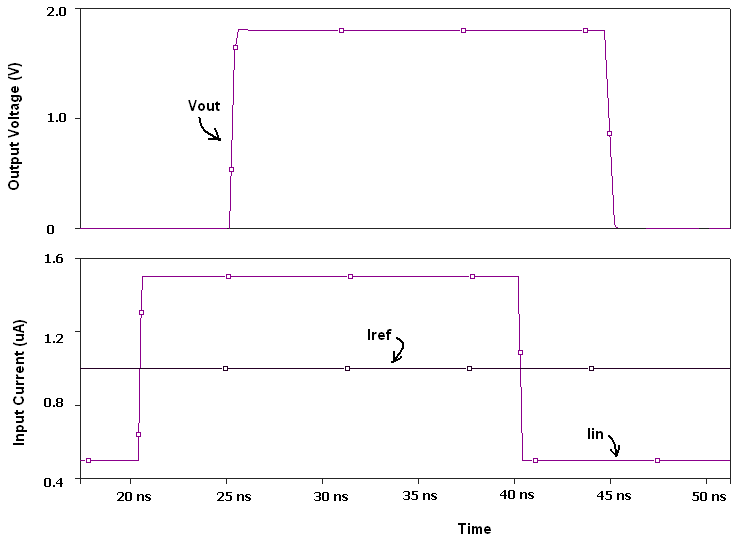 2.0
Output Voltage (V)
Vout
1.0
0
1.6
Input Current (uA)
1.2
Iref
0.8
Iin
0.4
20 ns 25 ns 30 ns 35 ns 40 ns 45 ns 50 ns
Time